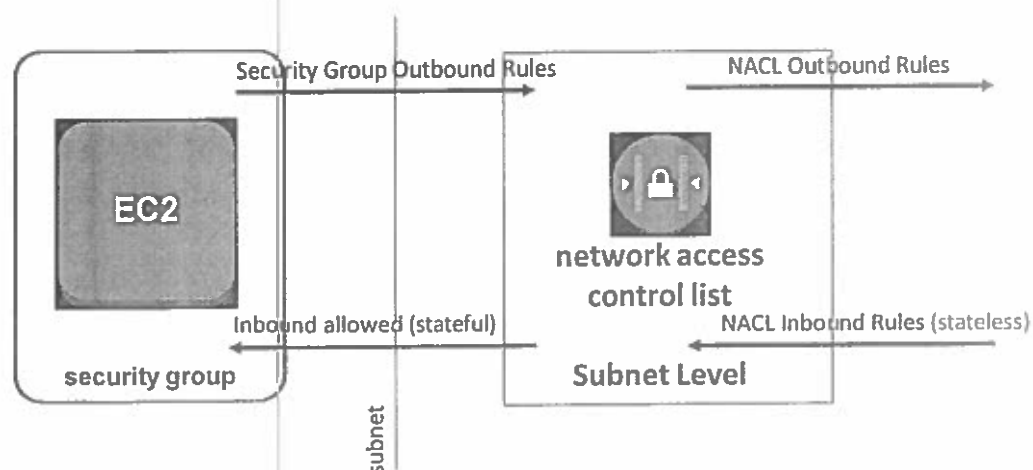 Security Group Outbound Rules
NACL Outbound Rules
EC2
network access
control list
Inbound allowed (stateful)
NACL Inbound Rules (stateless)
security group
Subnet Level
subnet